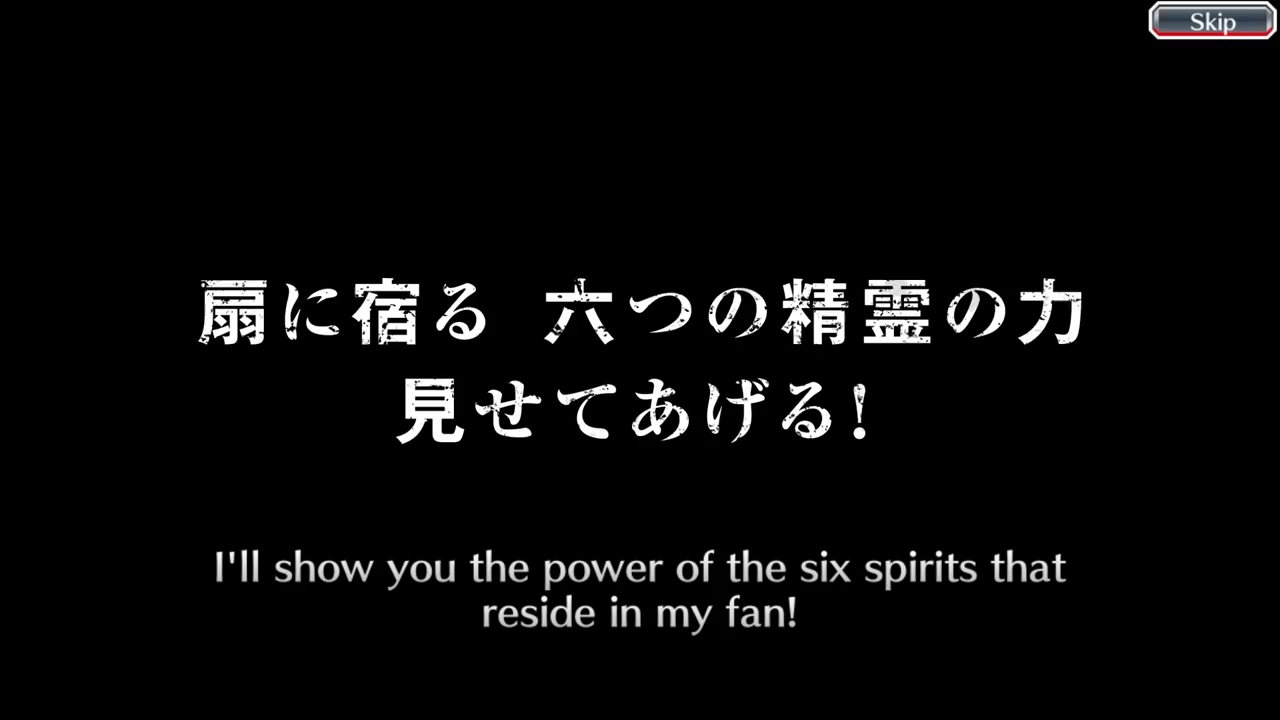 Skip
扇に宿る 六つの精霊の力
見せてあげる!
I'll show you the power of the six spirits that
reside in my fan!